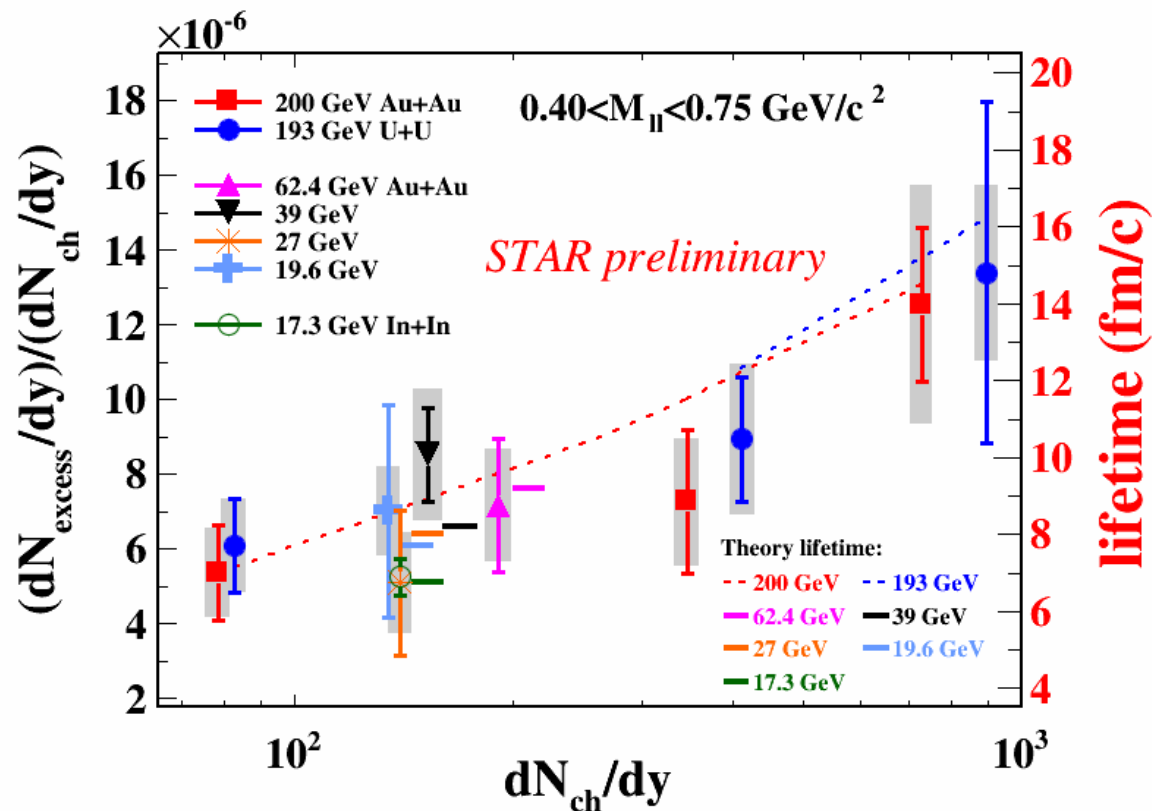 ×10⁻⁶
0.40<M_ll<0.75 GeV/c ²
200 GeV Au+Au
193 GeV U+U
62.4 GeV Au+Au
39 GeV
27 GeV
19.6 GeV
17.3 GeV In+In
STAR preliminary
(dN_excess/dy)/(dN_ch/dy)
18
16
14
12
10
8
6
4
2
20
18
16
14
12
10
8
6
4
lifetime (fm/c)
Theory lifetime:
200 GeV 193 GeV
62.4 GeV 39 GeV
27 GeV 19.6 GeV
17.3 GeV
10² 10³
dN_ch/dy